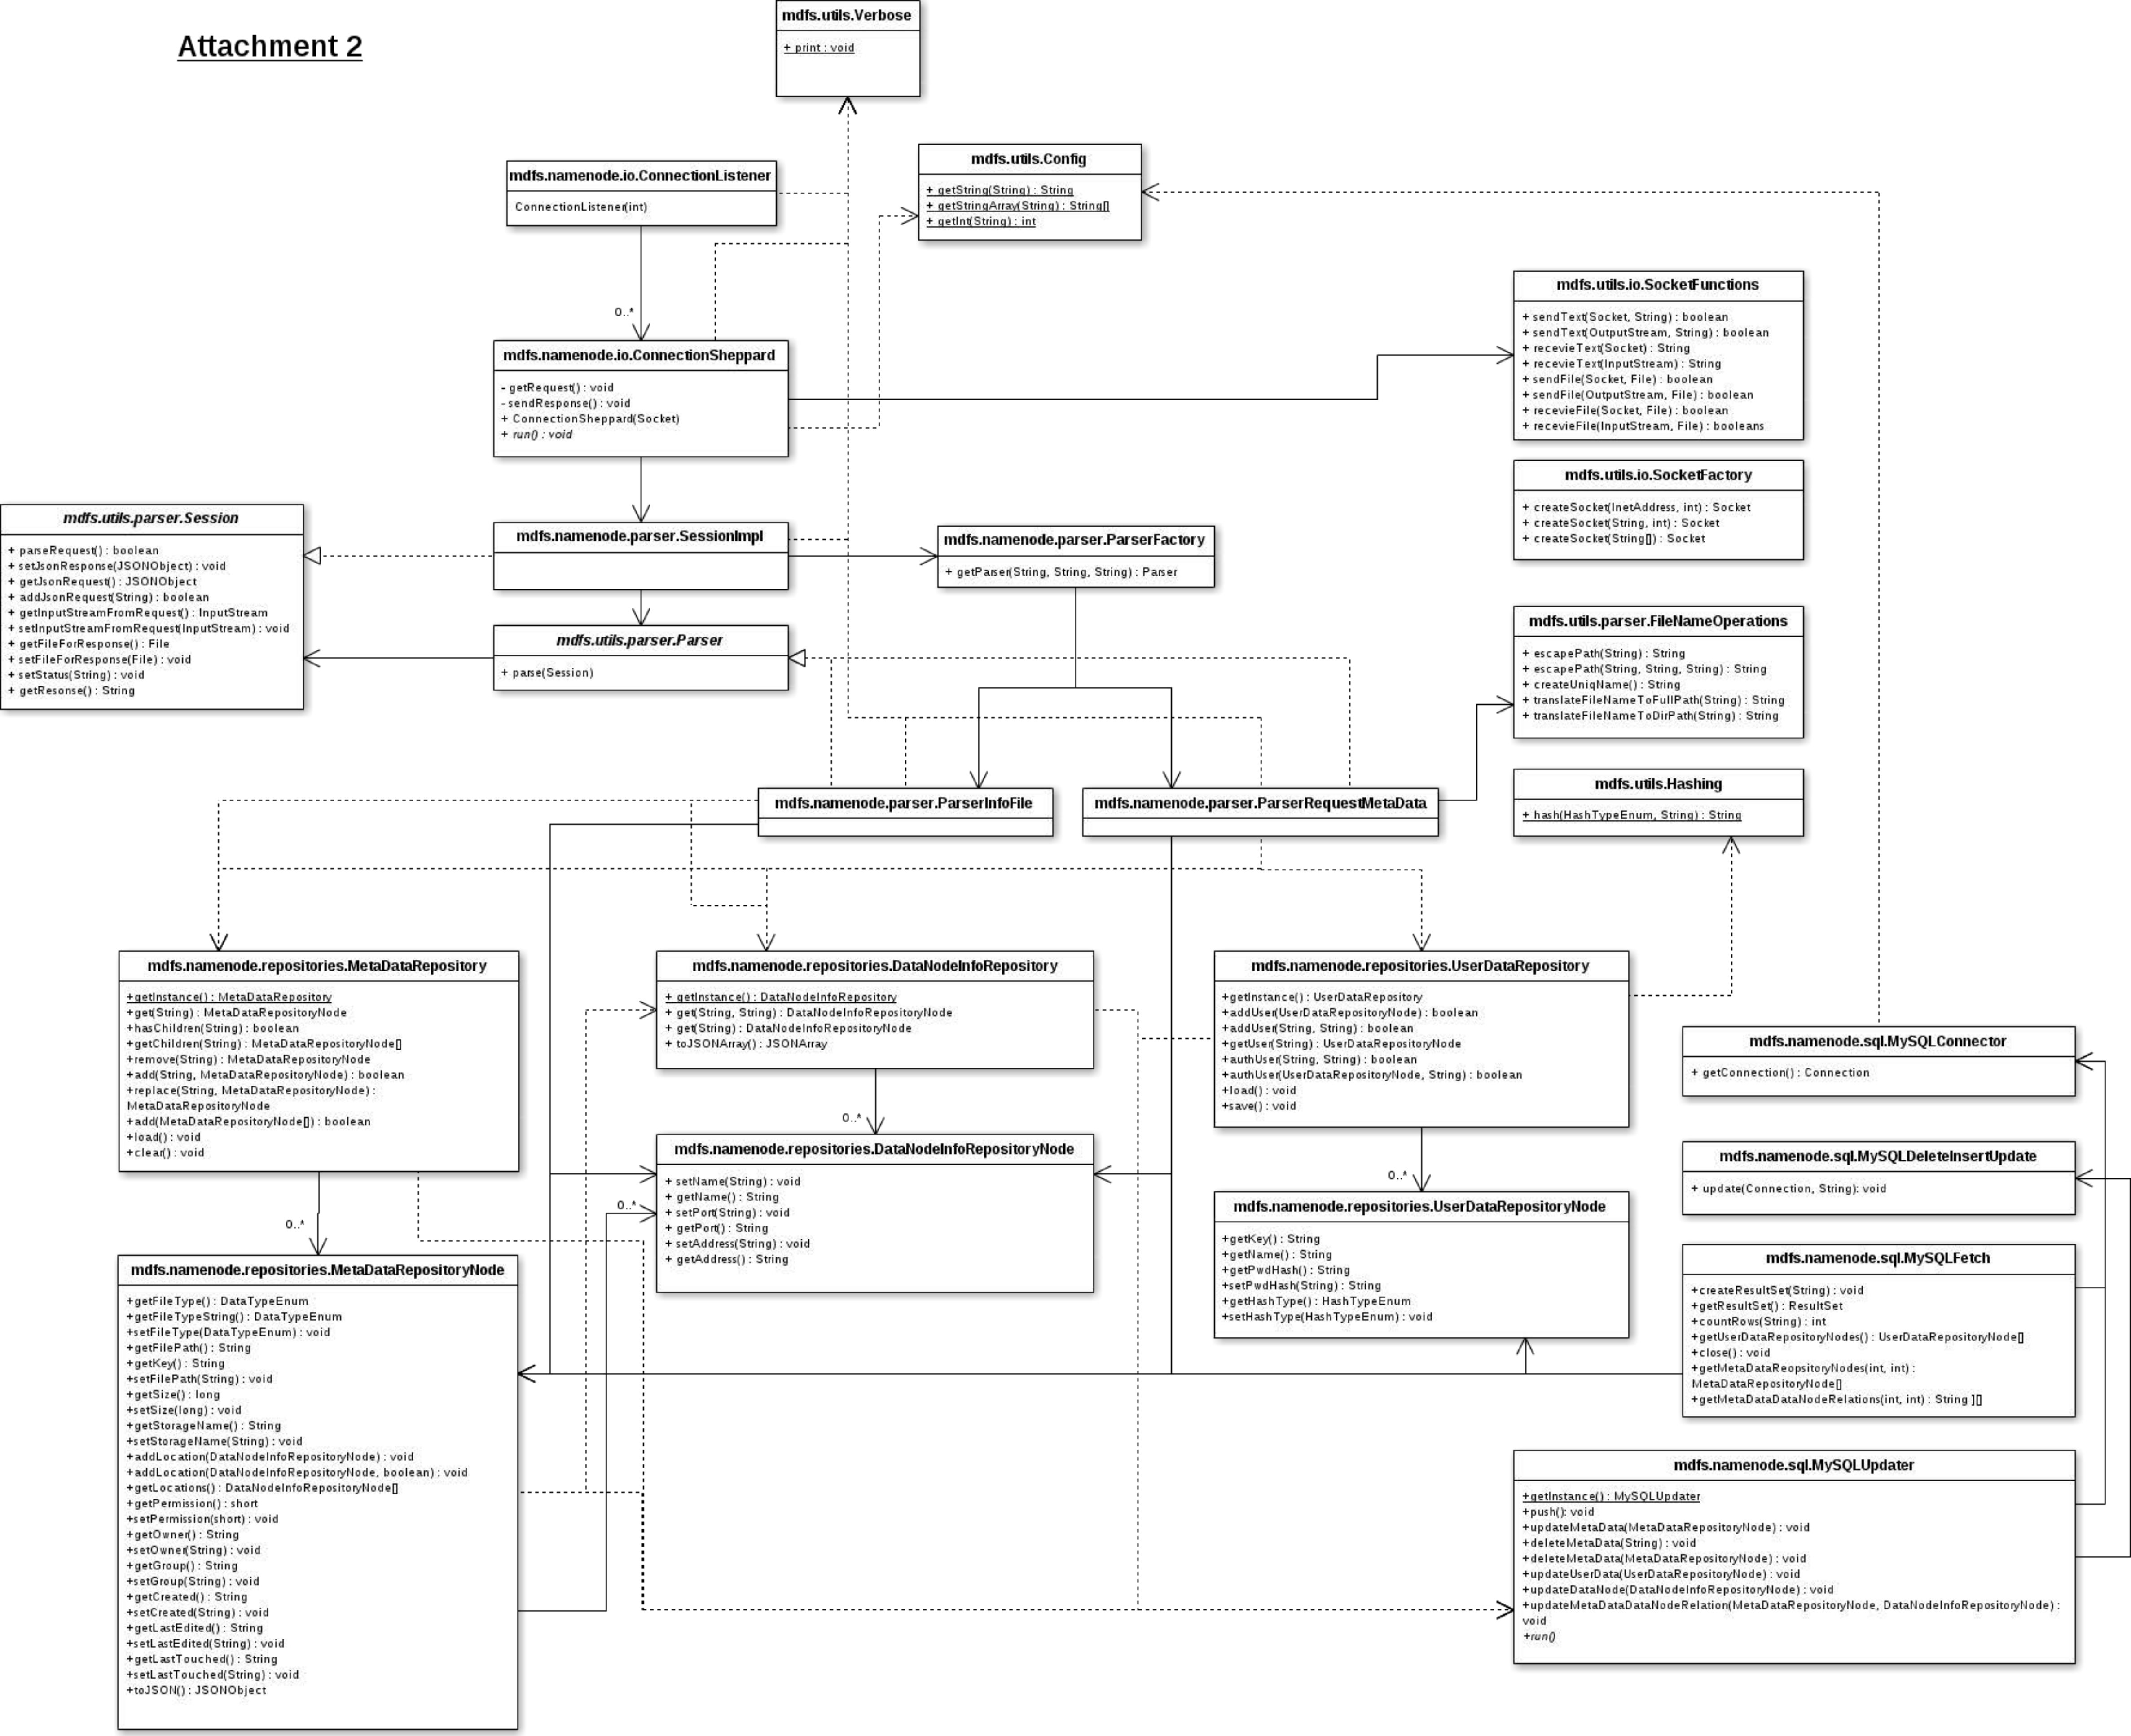 Attachment 2
mdfs.utils.Verbose
+ print : void
mdfs.utils.Config
+ getString(String) : String
+ getStringArray(String) : String[]
+ getInt(String) : int
mdfs.namenode.io.ConnectionListener
ConnectionListener(int)
0..*
mdfs.namenode.io.ConnectionSheppard
- getRequest() : void
- sendResponse() : void
+ ConnectionSheppard(Socket)
+ run() : void
mdfs.utils.io.SocketFunctions
+ sendText(Socket, String) : boolean
+ sendText(OutputStream, String) : boolean
+ recevieText(Socket) : String
+ recevieText(InputStream) : String
+ sendFile(Socket, File) : boolean
+ sendFile(OutputStream, File) : boolean
+ recevieFile(Socket, File) : boolean
+ recevieFile(InputStream, File) : booleans
mdfs.utils.io.SocketFactory
+ createSocket(InetAddress, int) : Socket
+ createSocket(String, int) : Socket
+ createSocket(String[]) : Socket
mdfs.utils.parser.Session
+ parseRequest() : boolean
+ setJsonResponse(JSONObject) : void
+ getJsonRequest() : JSONObject
+ addJsonRequest(String) : boolean
+ getInputStreamFromRequest() : InputStream
+ setInputStreamFromRequest(InputStream) : void
+ getFileForResponse() : File
+ setFileForResponse(File) : void
+ setStatus(String) : void
+ getResonse() : String
mdfs.namenode.parser.SessionImpl
mdfs.namenode.parser.ParserFactory
+ getParser(String, String, String) : Parser
mdfs.utils.parser.Parser
+ parse(Session)
mdfs.utils.parser.FileNameOperations
+ escapePath(String) : String
+ escapePath(String, String, String) : String
+ createUniqName() : String
+ translateFileNameToFullPath(String) : String
+ translateFileNameToDirPath(String) : String
mdfs.utils.Hashing
+ hash(HashTypeEnum, String) : String
mdfs.namenode.parser.ParserInfoFile
mdfs.namenode.parser.ParserRequestMetaData
mdfs.namenode.repositories.MetaDataRepository
+getInstance() : MetaDataRepository
+get(String) : MetaDataRepositoryNode
+hasChildren(String) : boolean
+getChildren(String) : MetaDataRepositoryNode[]
+remove(String) : MetaDataRepositoryNode
+add(String, MetaDataRepositoryNode) : boolean
+replace(String, MetaDataRepositoryNode) :
MetaDataRepositoryNode
+add(MetaDataRepositoryNode[]) : boolean
+load() : void
+clear() : void
0..*
mdfs.namenode.repositories.DataNodeInfoRepository
+ getInstance() : DataNodeInfoRepository
+ get(String, String) : DataNodeInfoRepositoryNode
+ get(String) : DataNodeInfoRepositoryNode
+ toJSONArray() : JSONArray
0..*
mdfs.namenode.repositories.UserDataRepository
+getInstance() : UserDataRepository
+addUser(UserDataRepositoryNode) : boolean
+addUser(String, String) : boolean
+getUser(String) : UserDataRepositoryNode
+authUser(String, String) : boolean
+authUser(UserDataRepositoryNode, String) : boolean
+load() : void
+save() : void
0..*
mdfs.namenode.sql.MySQLConnector
+ getConnection() : Connection
mdfs.namenode.sql.MySQLDeleteInsertUpdate
+ update(Connection, String): void
mdfs.namenode.repositories.DataNodeInfoRepositoryNode
+ setName(String) : void
+ getName() : String
+ setPort(String) : void
+ getPort() : String
+ setAddress(String) : void
+ getAddress() : String
0..*
mdfs.namenode.repositories.UserDataRepositoryNode
+getKey() : String
+getName() : String
+getPwdHash() : String
+setPwdHash(String) : String
+getHashType() : HashTypeEnum
+setHashType(HashTypeEnum) : void
mdfs.namenode.sql.MySQLFetch
+createResultSet(String) : void
+getResultSet() : ResultSet
+countRows(String) : int
+getUserDataRepositoryNodes() : UserDataRepositoryNode[]
+close() : void
+getMetaDataReopsitoryNodes(int, int) :
MetaDataRepositoryNode[]
+getMetaDataDataNodeRelations(int, int) : String ][]
mdfs.namenode.repositories.MetaDataRepositoryNode
+getFileType() : DataTypeEnum
+getFileTypeString() : DataTypeEnum
+setFileType(DataTypeEnum) : void
+getFilePath() : String
+getKey() : String
+setFilePath(String) : void
+getSize() : long
+setSize(long) : void
+getStorageName() : String
+setStorageName(String) : void
+addLocation(DataNodeInfoRepositoryNode) : void
+addLocation(DataNodeInfoRepositoryNode, boolean) : void
+getLocations() : DataNodeInfoRepositoryNode[]
+getPermission() : short
+setPermission(short) : void
+getOwner() : String
+setOwner(String) : void
+getGroup() : String
+setGroup(String) : void
+getCreated() : String
+setCreated(String) : void
+getLastEdited() : String
+setLastEdited(String) : void
+getLastTouched() : String
+setLastTouched(String) : void
+toJSON() : JSONObject
mdfs.namenode.sql.MySQLUpdater
+getInstance() : MySQLUpdater
+push(): void
+updateMetaData(MetaDataRepositoryNode) : void
+deleteMetaData(String) : void
+deleteMetaData(MetaDataRepositoryNode) : void
+updateUserData(UserDataRepositoryNode) : void
+updateDataNode(DataNodeInfoRepositoryNode) : void
+updateMetaDataDataNodeRelation(MetaDataRepositoryNode, DataNodeInfoRepositoryNode) :
void
+run()